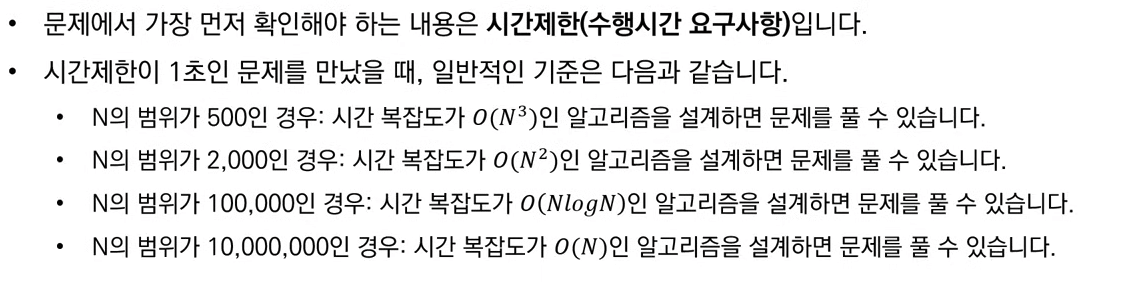 • 문제에서 가장 먼저 확인해야 하는 내용은 시간제한(수행시간 요구사항)입니다.
• 시간제한이 1초인 문제를 만났을 때, 일반적인 기준은 다음과 같습니다.
• N의 범위가 500인 경우: 시간 복잡도가 O(N³)인 알고리즘을 설계하면 문제를 풀 수 있습니다.
• N의 범위가 2,000인 경우: 시간 복잡도가 O(N²)인 알고리즘을 설계하면 문제를 풀 수 있습니다.
• N의 범위가 100,000인 경우: 시간 복잡도가 O(NlogN)인 알고리즘을 설계하면 문제를 풀 수 있습니다.
• N의 범위가 10,000,000인 경우: 시간 복잡도가 O(N)인 알고리즘을 설계하면 문제를 풀 수 있습니다.